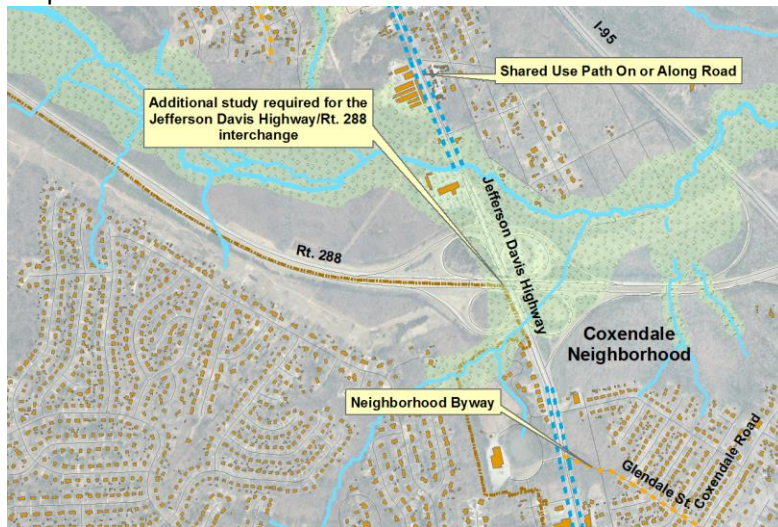 I-95
Shared Use Path On or Along Road
Additional study required for the
Jefferson Davis Highway/Rt. 288
interchange
Jefferson Davis Highway
Rt. 288
Coxendale
Neighborhood
Neighborhood Byway
Glendale St.
Coxendale Road